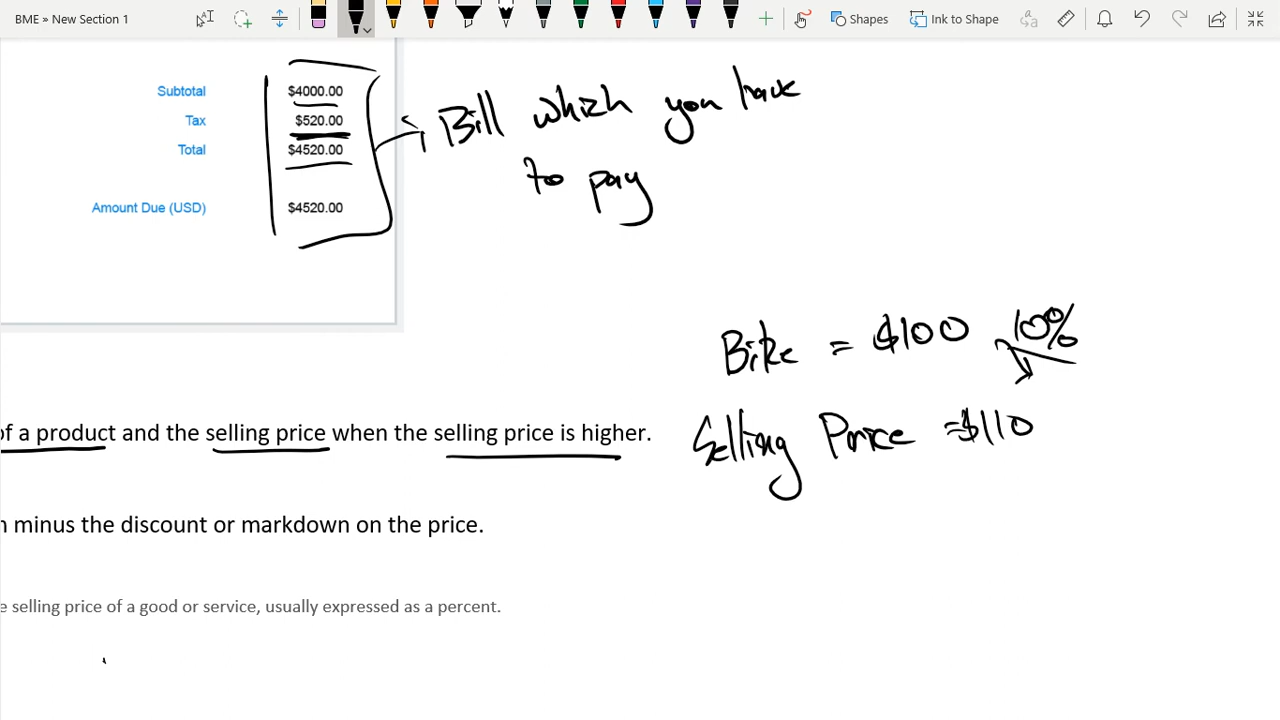 BME » New Section 1
Shapes
Ink to Shape
Subtotal $4000.00
Tax $520.00
Total $4520.00
Amount Due (USD) $4520.00
Bill which you have
to pay
Bike = $100 10%
of a product and the selling price when the selling price is higher.
Selling Price = $110
minus the discount or markdown on the price.
e selling price of a good or service, usually expressed as a percent.